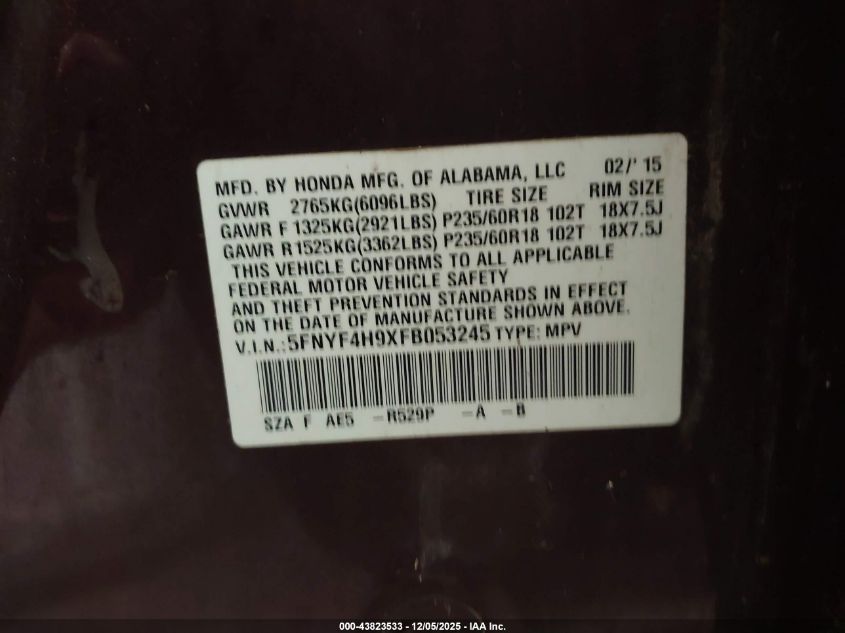 MFD. BY HONDA MFG. OF ALABAMA, LLC 02/'15
GVWR 2765KG(6096LBS) TIRE SIZE RIM SIZE
GAWR F 1325KG(2921LBS) P235/60R18 102T 18X7.5J
GAWR R1525KG(3362LBS) P235/60R18 102T 18X7.5J
THIS VEHICLE CONFORMS TO ALL APPLICABLE
FEDERAL MOTOR VEHICLE SAFETY
AND THEFT PREVENTION STANDARDS IN EFFECT
ON THE DATE OF MANUFACTURE SHOWN ABOVE.
V.I.N.:5FNYF4H9XFB053245 TYPE: MPV
SZA F AE5 -R529P -A -B
000-43823533 - 12/05/2025 - IAA Inc.